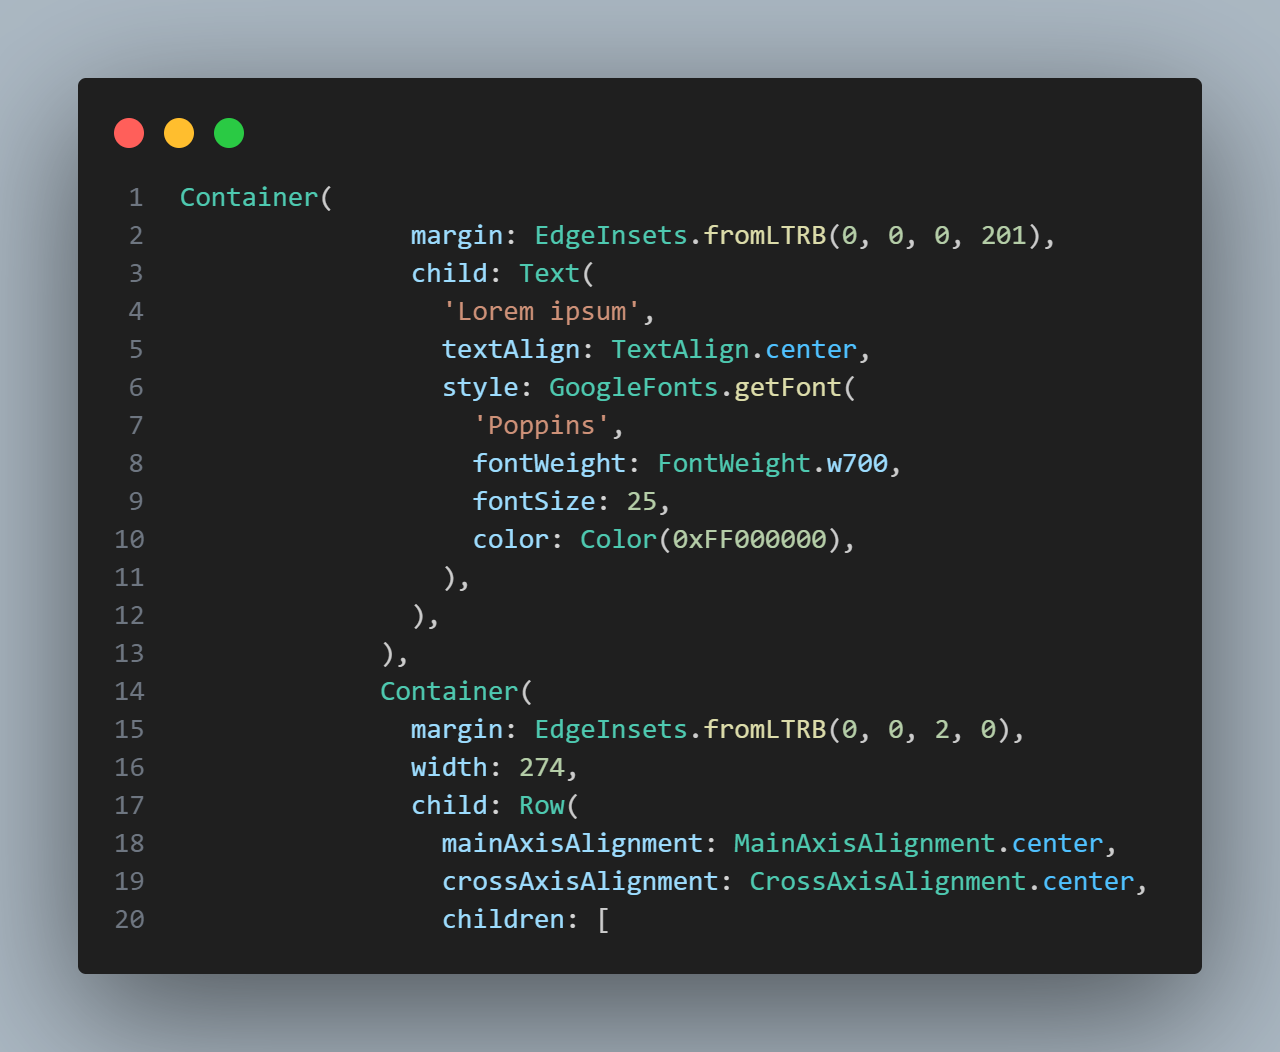 1 Container(
2                 margin: EdgeInsets.fromLTRB(0, 0, 0, 201),
3                 child: Text(
4                   'Lorem ipsum',
5                   textAlign: TextAlign.center,
6                   style: GoogleFonts.getFont(
7                     'Poppins',
8                     fontWeight: FontWeight.w700,
9                     fontSize: 25,
10                     color: Color(0xFF000000),
11                   ),
12                 ),
13               ),
14               Container(
15                 margin: EdgeInsets.fromLTRB(0, 0, 2, 0),
16                 width: 274,
17                 child: Row(
18                   mainAxisAlignment: MainAxisAlignment.center,
19                   crossAxisAlignment: CrossAxisAlignment.center,
20                   children: [